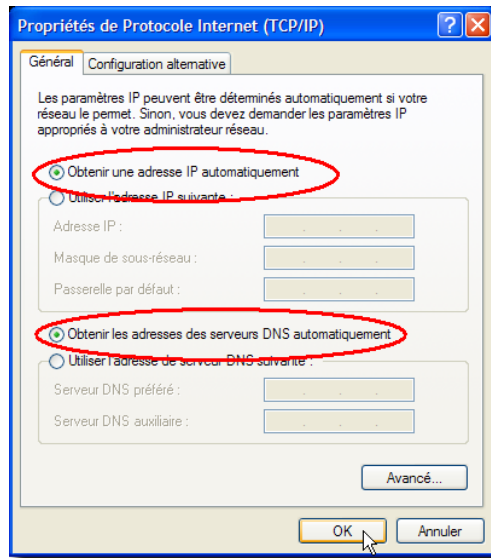 Propriétés de Protocole Internet (TCP/IP)
Général
Configuration alternative
Les paramètres IP peuvent être déterminés automatiquement si votre
réseau le permet. Sinon, vous devez demander les paramètres IP
appropriés à votre administrateur réseau.
Obtenir une adresse IP automatiquement
Utiliser l'adresse IP suivante :
Adresse IP :
Masque de sous-réseau :
Passerelle par défaut :
Obtenir les adresses des serveurs DNS automatiquement
Utiliser l'adresse de serveur DNS suivante :
Serveur DNS préféré :
Serveur DNS auxiliaire :
Avancé...
OK
Annuler